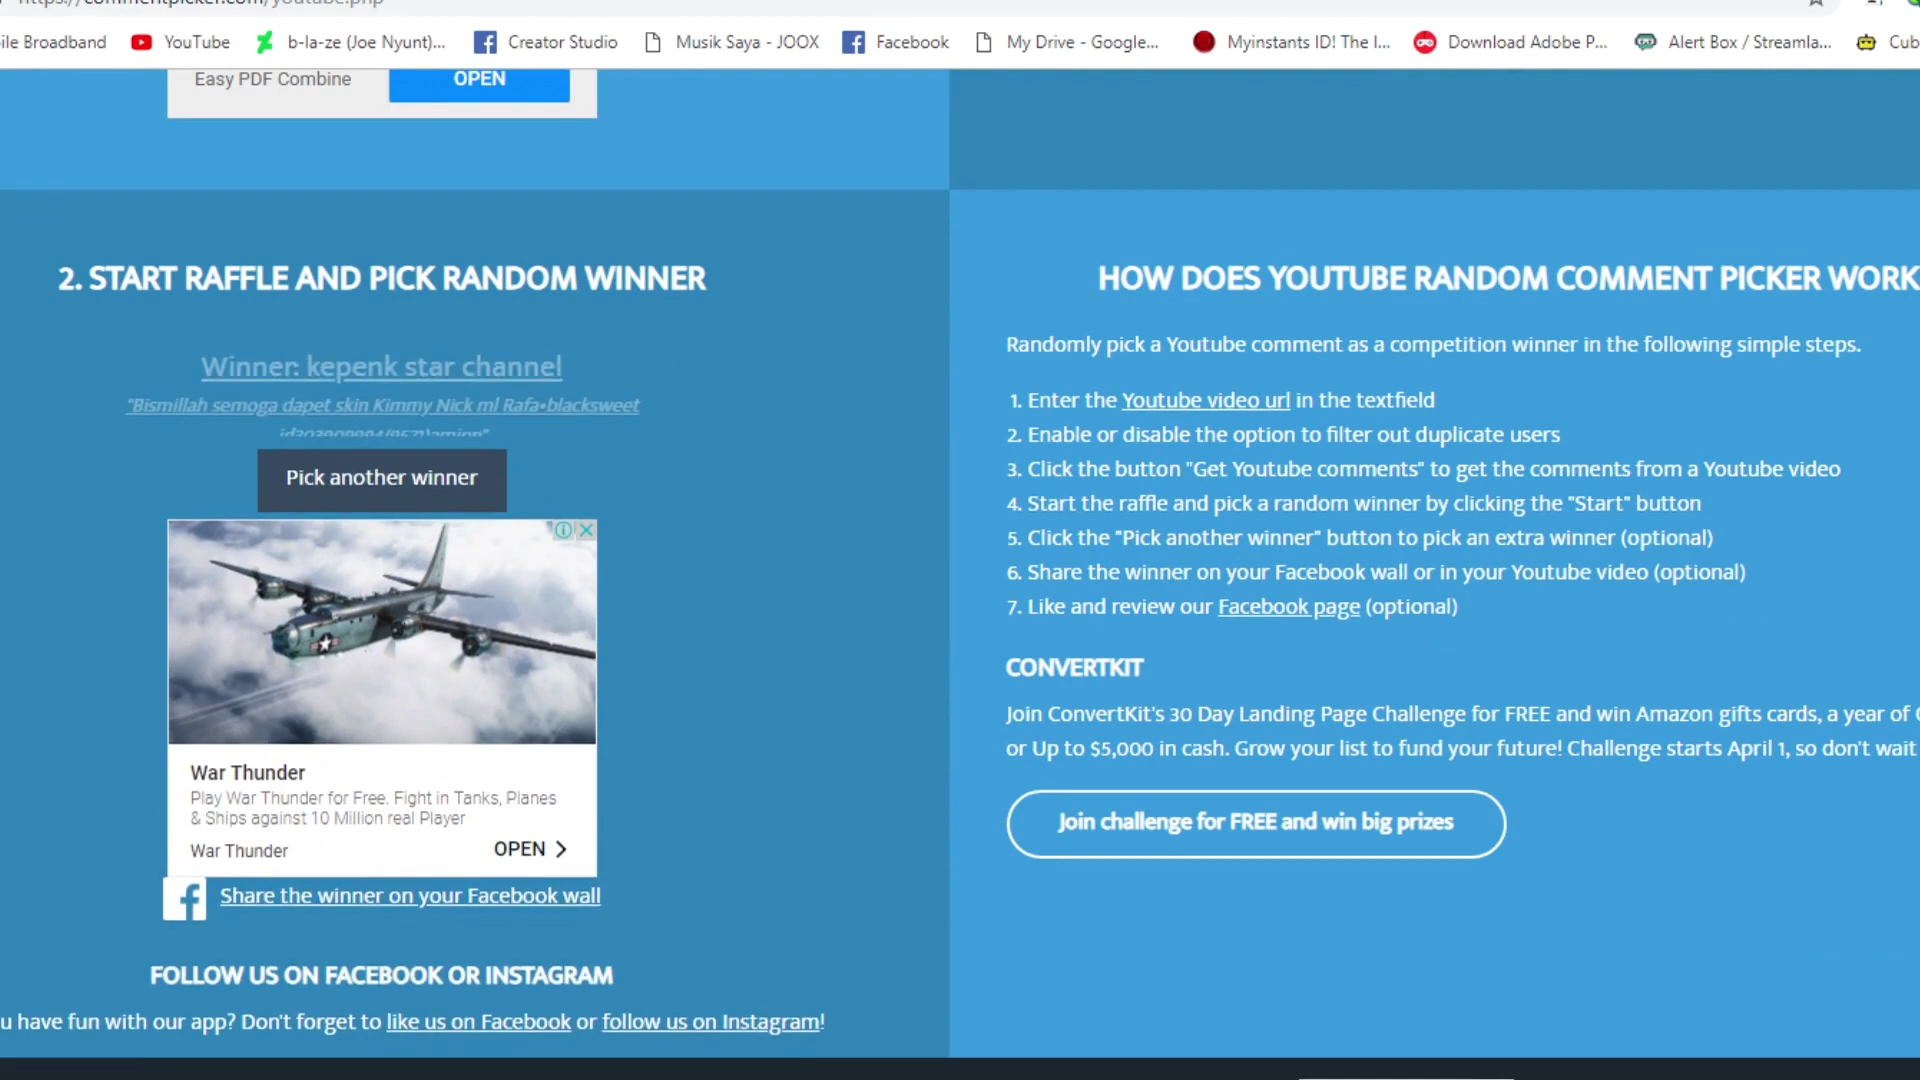 https://commentpicker.com/youtube.php
ile Broadband YouTube b-la-ze (Joe Nyunt)... Creator Studio Musik Saya - JOOX Facebook My Drive - Google... Myinstants ID! The I... Download Adobe P... Alert Box / Streamla... Cub
Easy PDF Combine OPEN
2. START RAFFLE AND PICK RANDOM WINNER
Winner: kepenk star channel
"Bismillah semoga dapet skin Kimmy Nick ml Rafa•blacksweet
Pick another winner
War Thunder
Play War Thunder for Free. Fight in Tanks, Planes
& Ships against 10 Million real Player
War Thunder OPEN
Share the winner on your Facebook wall
FOLLOW US ON FACEBOOK OR INSTAGRAM
u have fun with our app? Don't forget to like us on Facebook or follow us on Instagram!
HOW DOES YOUTUBE RANDOM COMMENT PICKER WORK
Randomly pick a Youtube comment as a competition winner in the following simple steps.
1. Enter the Youtube video url in the textfield
2. Enable or disable the option to filter out duplicate users
3. Click the button "Get Youtube comments" to get the comments from a Youtube video
4. Start the raffle and pick a random winner by clicking the "Start" button
5. Click the "Pick another winner" button to pick an extra winner (optional)
6. Share the winner on your Facebook wall or in your Youtube video (optional)
7. Like and review our Facebook page (optional)
CONVERTKIT
Join ConvertKit's 30 Day Landing Page Challenge for FREE and win Amazon gifts cards, a year of
or Up to $5,000 in cash. Grow your list to fund your future! Challenge starts April 1, so don't wait
Join challenge for FREE and win big prizes